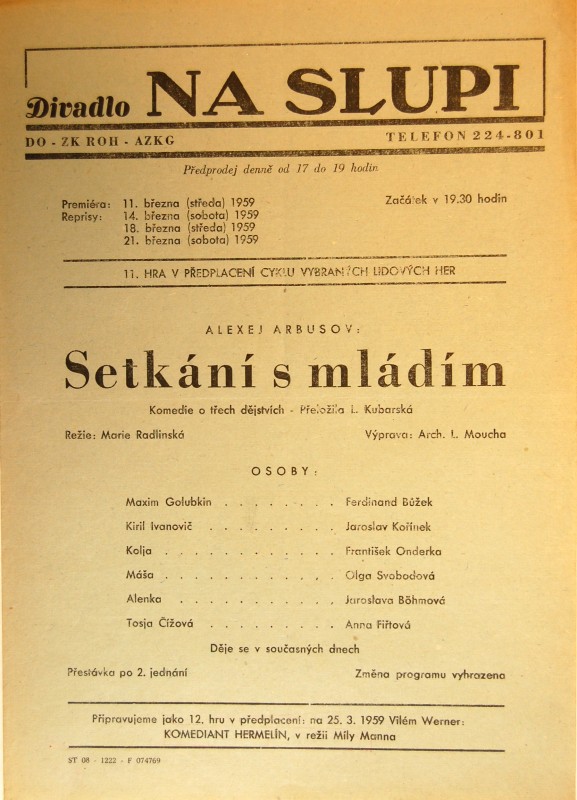 Divadlo NA SLUPI
DO - ZK ROH - AZKG TELEFON 224-801
Předprodej denně od 17 do 19 hodin
Premiéra: 11. března (středa) 1959 Začátek v 19.30 hodin
Reprisy: 14. března (sobota) 1959
18. března (středa) 1959
21. března (sobota) 1959
11. HRA V PŘEDPLACENÍ CYKLU VYBRANÝCH LIDOVÝCH HER
ALEXEJ ARBUSOV:
Setkání s mládím
Komedie o třech dějstvích - Přeložila L. Kubarská
Režie: Marie Radlinská Výprava: Arch. L. Moucha
OSOBY:
Maxim Golubkin . . . . . . . . Ferdinand Bůžek
Kiril Ivanovič . . . . . . . . . Jaroslav Kořínek
Kolja . . . . . . . . . . . . František Onderka
Máša . . . . . . . . . . . . Olga Svobodová
Alenka . . . . . . . . . . . Jaroslava Böhmová
Tosja Čížová . . . . . . . . . Anna Fiřtová
Děje se v současných dnech
Přestávka po 2. jednání Změna programu vyhrazena
Připravujeme jako 12. hru v předplacení: na 25. 3. 1959 Vilém Werner:
KOMEDIANT HERMELÍN, v režii Mily Manna
ST 08 - 1222 - F 074769